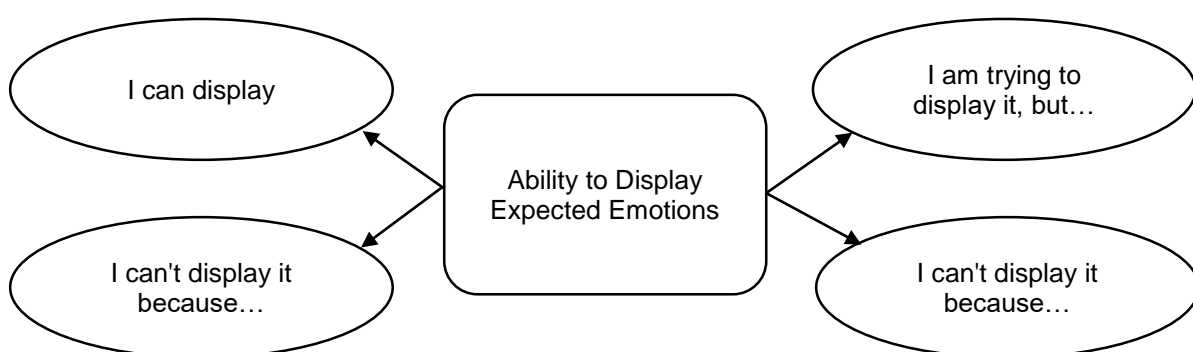 I can display
I am trying to
display it, but…
Ability to Display
Expected Emotions
I can't display it
because…
I can't display it
because…